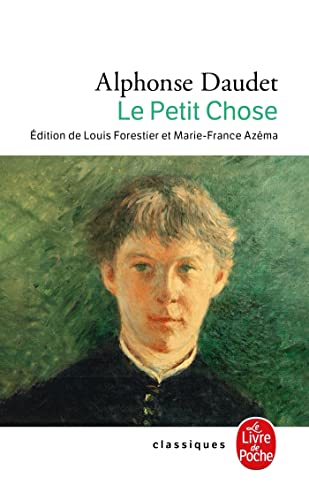 Alphonse Daudet
Le Petit Chose
Édition de Louis Forestier et Marie-France Azéma
classiques
Le
Livre
de
Poche